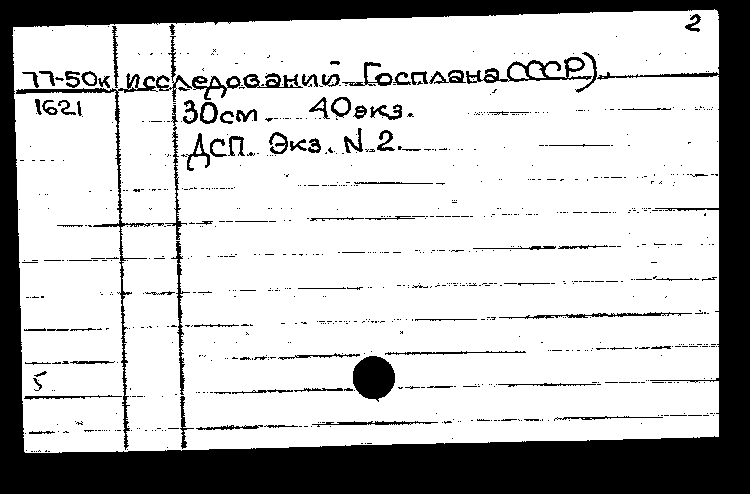 2
77-50к исследований Госплана СССР).
1621 30см. 40экз.
ДСП. Экз. N 2.
5